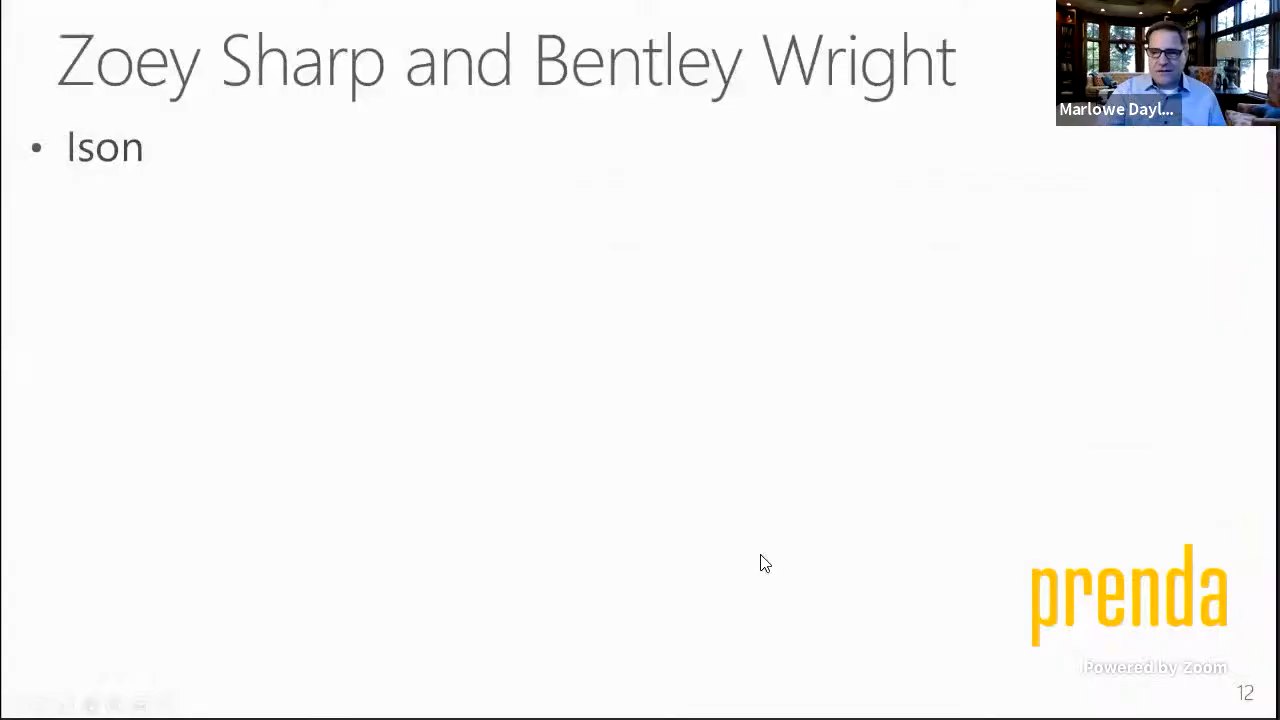 Zoey Sharp and Bentley Wright
Marlowe Dayl...
• Ison
prenda
Powered by Zoom
12